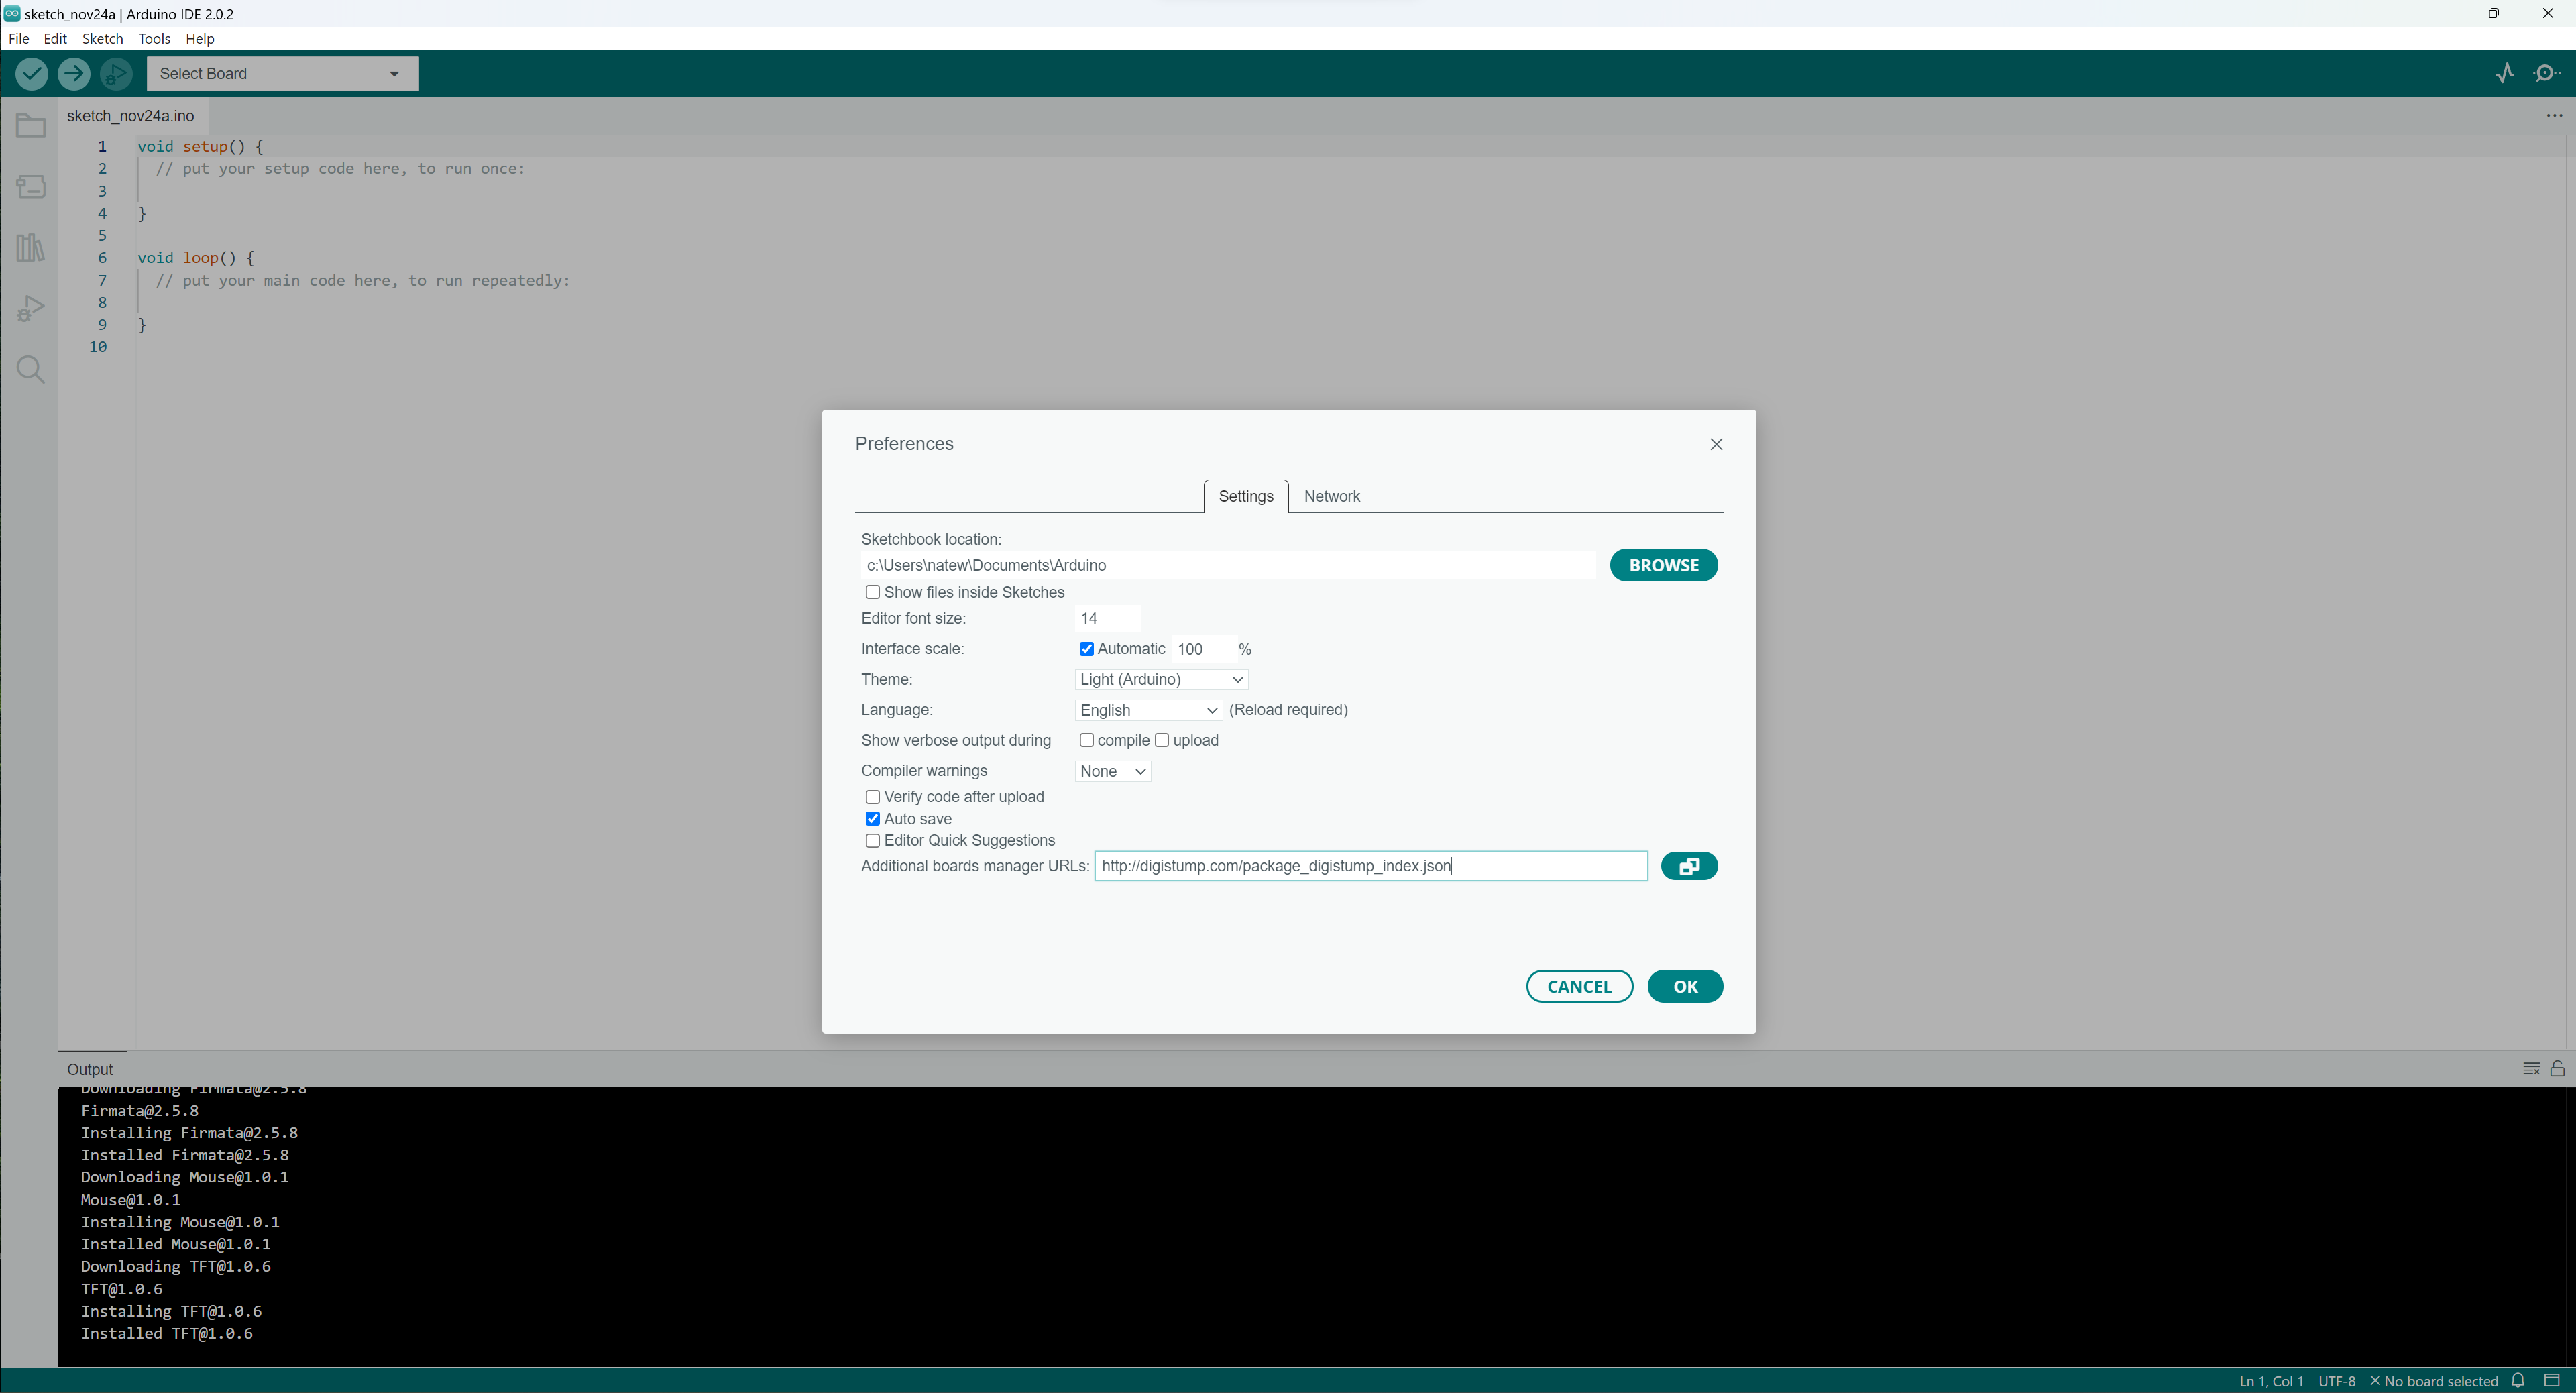 sketch_nov24a | Arduino IDE 2.0.2
File Edit Sketch Tools Help
Select Board
sketch_nov24a.ino
1 void setup() {
2 // put your setup code here, to run once:
3
4 }
5
6 void loop() {
7 // put your main code here, to run repeatedly:
8
9 }
10
Preferences
Settings Network
Sketchbook location:
c:\Users\natew\Documents\Arduino BROWSE
Show files inside Sketches
Editor font size: 14
Interface scale: Automatic 100 %
Theme: Light (Arduino)
Language: English (Reload required)
Show verbose output during compile upload
Compiler warnings None
Verify code after upload
Auto save
Editor Quick Suggestions
Additional boards manager URLs: http://digistump.com/package_digistump_index.json
CANCEL OK
Output
Downloading Firmata@2.5.8
Firmata@2.5.8
Installing Firmata@2.5.8
Installed Firmata@2.5.8
Downloading Mouse@1.0.1
Mouse@1.0.1
Installing Mouse@1.0.1
Installed Mouse@1.0.1
Downloading TFT@1.0.6
TFT@1.0.6
Installing TFT@1.0.6
Installed TFT@1.0.6
Ln 1, Col 1 UTF-8 No board selected